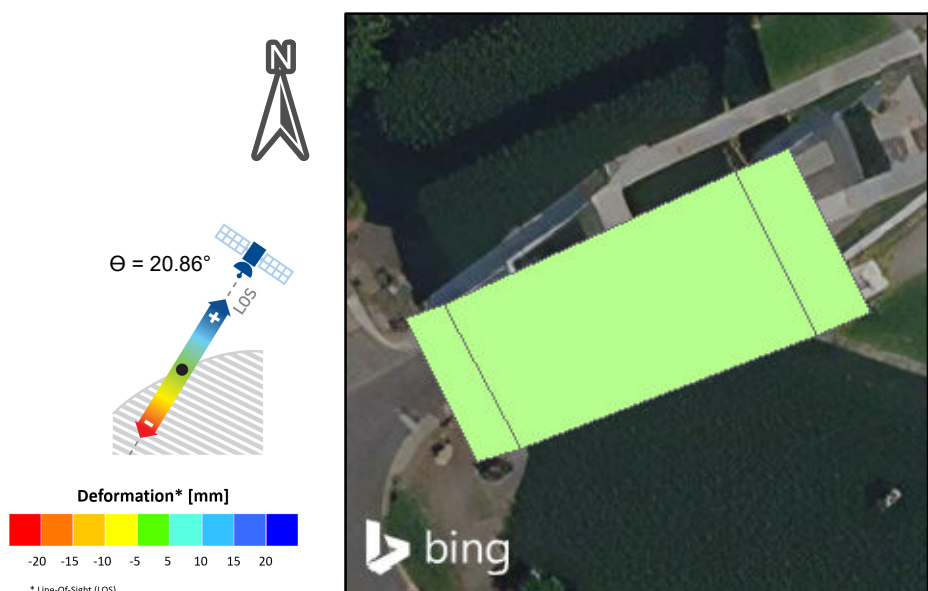 N
Ɵ = 20.86°
LOS
+
-
Deformation* [mm]
-20 -15 -10 -5 5 10 15 20
* Line-Of-Sight (LOS)
bing